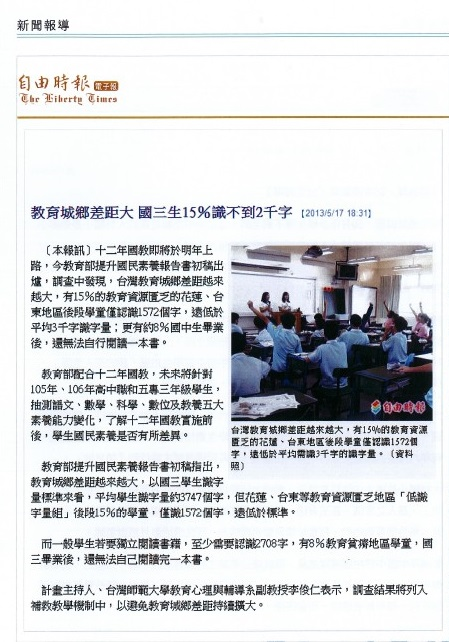 新聞報導
自由時報 電子報
The Liberty Times
教育城鄉差距大 國三生15%識不到2千字 【2013/5/17 18:31】
〔本報訊〕十二年國教即將於明年上
路，今教育部提升國民素養報告書初稿出
爐，調查中發現，台灣教育城鄉差距越來
越大，有15%的教育資源匱乏的花蓮、台
東地區後段學童僅認識1572個字，遠低於
平均3千字識字量；更有約8%國中生畢業
後，還無法自行閱讀一本書。
教育部配合十二年國教，未來將針對
105年、106年高中職和五專三年級學生，
抽測語文、數學、科學、數位及教養五大
素養能力變化，了解十二國教實施前
後，學生國民素養是否有所差異。
自由時報
台灣教育城鄉差距越來越大，有15%的教育資源
匱乏的花蓮、台東地區後段學童僅認識1572個
字，遠低於平均需識3千字的識字量。（資料
照）
教育部提升國民素養報告書初稿指出，
教育城鄉差距越來越大，以國三學生識字
量標準來看，平均學生識字量約3747個字，但花蓮、台東等教育資源匱乏地區「低識
字量組」後段15%的學童，僅識1572個字，遠低於標準。
而一般學生若要獨立閱讀書籍，至少需要認識2708字，有8%教育貧瘠地區學童，國
三畢業後，還無法自己閱讀完一本書。
計畫主持人、台灣師範大學教育心理與輔導系副教授李俊仁表示，調查結果將列入
補救教學機制中，以避免教育城鄉差距持續擴大。